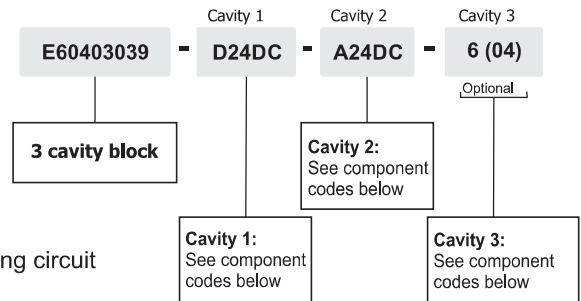 Cavity 1 Cavity 2 Cavity 3
E60403039 - D24DC - A24DC - 6 (04)
Optional
3 cavity block
Cavity 2:
See component
codes below
Cavity 1:
See component
codes below
Cavity 3:
See component
codes below
ng circuit